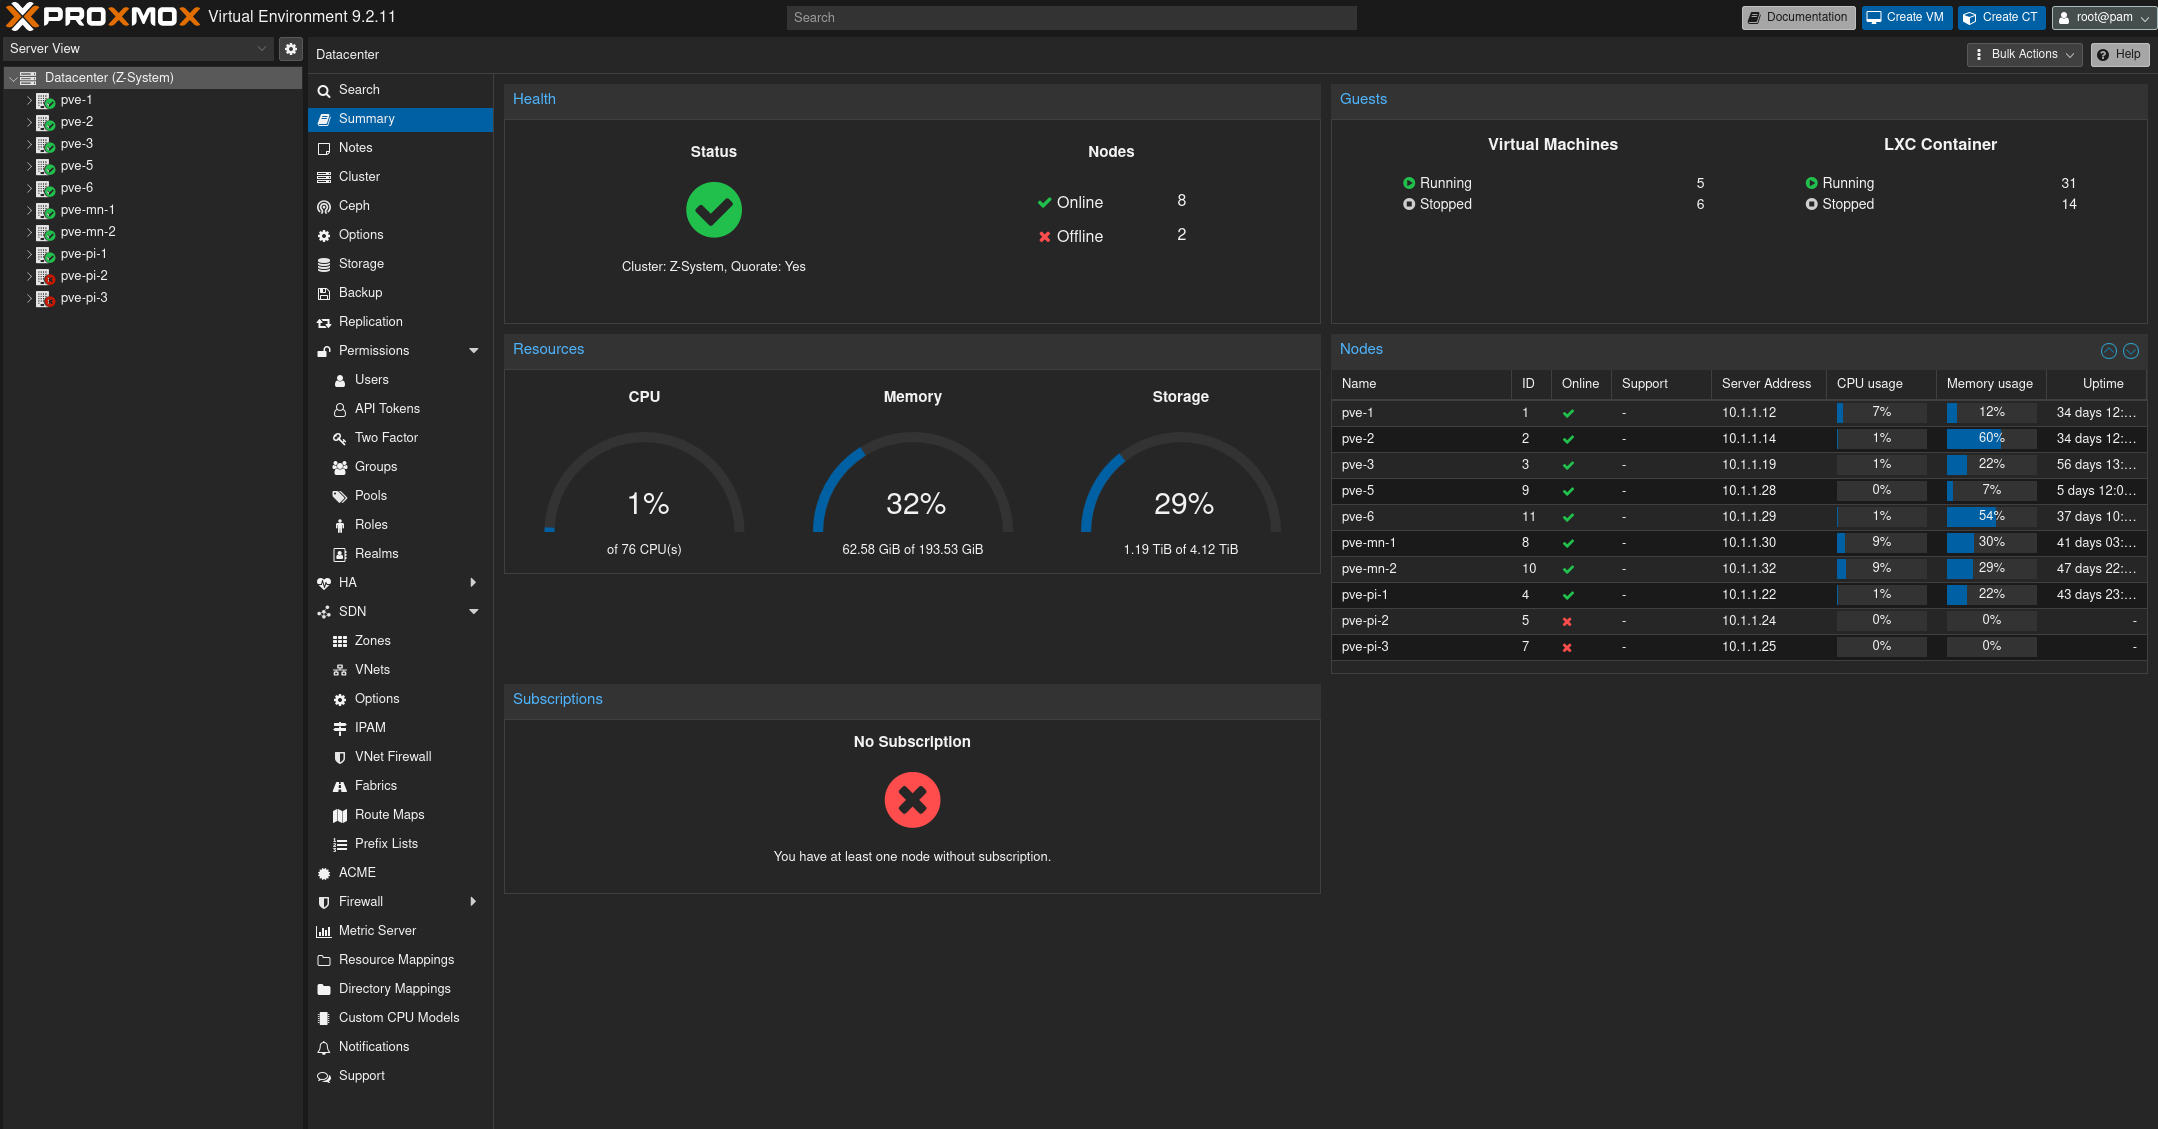 PROXMOX Virtual Environment 9.2.11
Search
Documentation
Create VM
Create CT
root@pam
Server View
Datacenter (Z-System)
pve-1
pve-2
pve-3
pve-5
pve-6
pve-mn-1
pve-mn-2
pve-pi-1
pve-pi-2
pve-pi-3
Datacenter
Bulk Actions
Help
Search
Summary
Notes
Cluster
Ceph
Options
Storage
Backup
Replication
Permissions
Users
API Tokens
Two Factor
Groups
Pools
Roles
Realms
HA
SDN
Zones
VNets
Options
IPAM
VNet Firewall
Fabrics
Route Maps
Prefix Lists
ACME
Firewall
Metric Server
Resource Mappings
Directory Mappings
Custom CPU Models
Notifications
Support
Health
Status
Cluster: Z-System, Quorate: Yes
Nodes
Online 8
Offline 2
Guests
Virtual Machines
Running 5
Stopped 6
LXC Container
Running 31
Stopped 14
Resources
CPU
1%
of 76 CPU(s)
Memory
32%
62.58 GiB of 193.53 GiB
Storage
29%
1.19 TiB of 4.12 TiB
Nodes
Name ID Online Support Server Address CPU usage Memory usage Uptime
pve-1 1 - 10.1.1.12 7% 12% 34 days 12:...
pve-2 2 - 10.1.1.14 1% 60% 34 days 12:...
pve-3 3 - 10.1.1.19 1% 22% 56 days 13:...
pve-5 9 - 10.1.1.28 0% 7% 5 days 12:0...
pve-6 11 - 10.1.1.29 1% 54% 37 days 10:...
pve-mn-1 8 - 10.1.1.30 9% 30% 41 days 03:...
pve-mn-2 10 - 10.1.1.32 9% 29% 47 days 22:...
pve-pi-1 4 - 10.1.1.22 1% 22% 43 days 23:...
pve-pi-2 5 - 10.1.1.24 0% 0% -
pve-pi-3 7 - 10.1.1.25 0% 0% -
Subscriptions
No Subscription
You have at least one node without subscription.